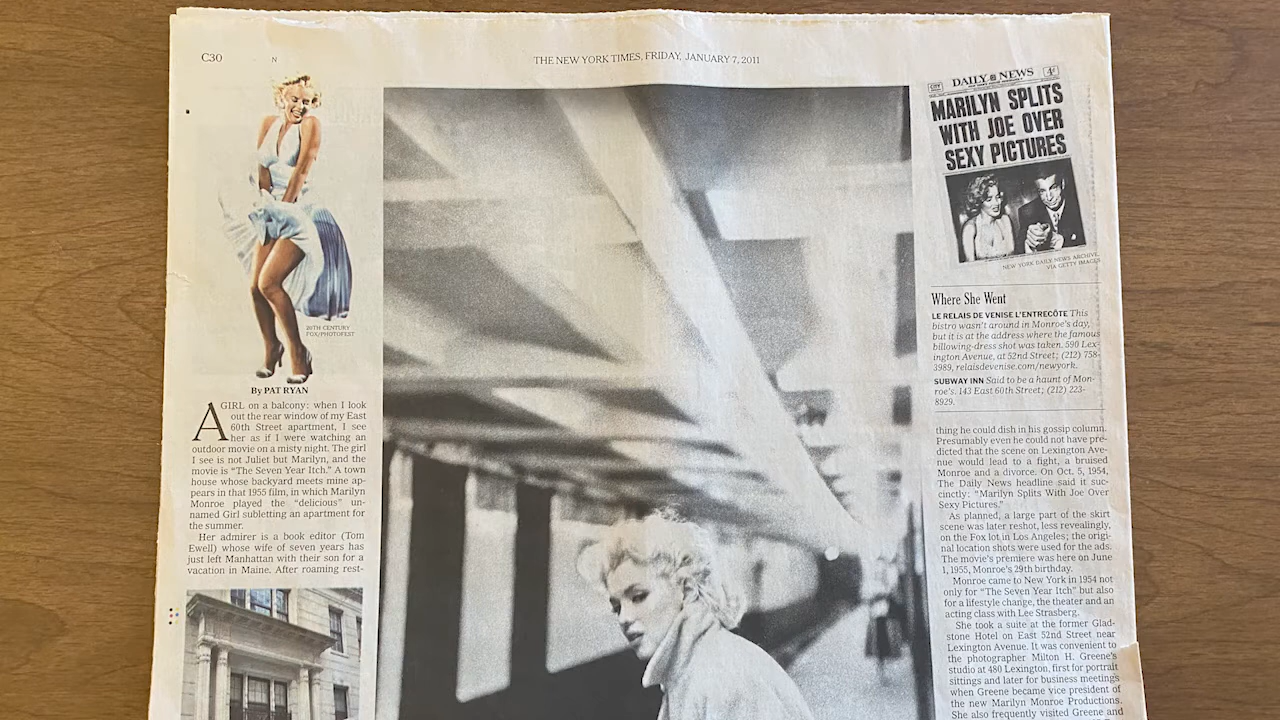 C30
N
THE NEW YORK TIMES, FRIDAY, JANUARY 7, 2011
20TH CENTURY
FOX/PHOTOFEST
By PAT RYAN
A GIRL on a balcony: when I look
out the rear window of my East
60th Street apartment, I see
her as if I were watching an
outdoor movie on a misty night. The girl
I see is not Juliet but Marilyn, and the
movie is “The Seven Year Itch.” A town
house whose backyard meets mine ap-
pears in that 1955 film, in which Marilyn
Monroe played the “delicious” un-
named Girl subletting an apartment for
the summer.
Her admirer is a book editor (Tom
Ewell) whose wife of seven years has
just left Manhattan with their son for a
vacation in Maine. After roaming rest-
DAILY NEWS
4¢
MARILYN SPLITS
WITH JOE OVER
SEXY PICTURES
NEW YORK DAILY NEWS ARCHIVE,
VIA GETTY IMAGES
Where She Went
LE RELAIS DE VENISE L'ENTRECÔTE This
bistro wasn't around in Monroe's day,
but it is at the address where the famous
billowing-dress shot was taken. 590 Lex-
ington Avenue, at 52nd Street; (212) 758-
3989, relaisdevenise.com/newyork.
SUBWAY INN Said to be a haunt of Mon-
roe's. 143 East 60th Street; (212) 223-
8929.
thing he could dish in his gossip column.
Presumably even he could not have pre-
dicted that the scene on Lexington Ave-
nue would lead to a fight, a bruised
Monroe and a divorce. On Oct. 5, 1954,
The Daily News headline said it suc-
cinctly: “Marilyn Splits With Joe Over
Sexy Pictures.”
As planned, a large part of the skirt
scene was later reshot, less revealingly,
on the Fox lot in Los Angeles; the origi-
nal location shots were used for the ads.
The movie's premiere was here on June
1, 1955, Monroe's 29th birthday.
Monroe came to New York in 1954 not
only for “The Seven Year Itch” but also
for a lifestyle change, the theater and an
acting class with Lee Strasberg.
She took a suite at the former Glad-
stone Hotel on East 52nd Street near
Lexington Avenue. It was convenient to
the photographer Milton H. Greene's
studio at 480 Lexington, first for portrait
sittings and later for business meetings
when Greene became vice president of
the new Marilyn Monroe Productions.
She also frequently visited Greene and